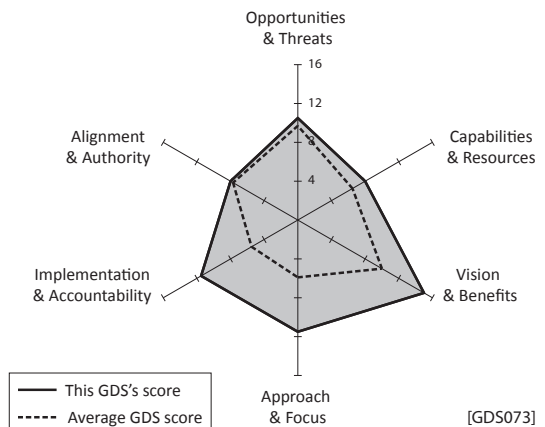 Opportunities
& Threats
16
12
8
4
Alignment
& Authority
Capabilities
& Resources
Implementation
& Accountability
Vision
& Benefits
Approach
& Focus
This GDS's score
Average GDS score
[GDS073]